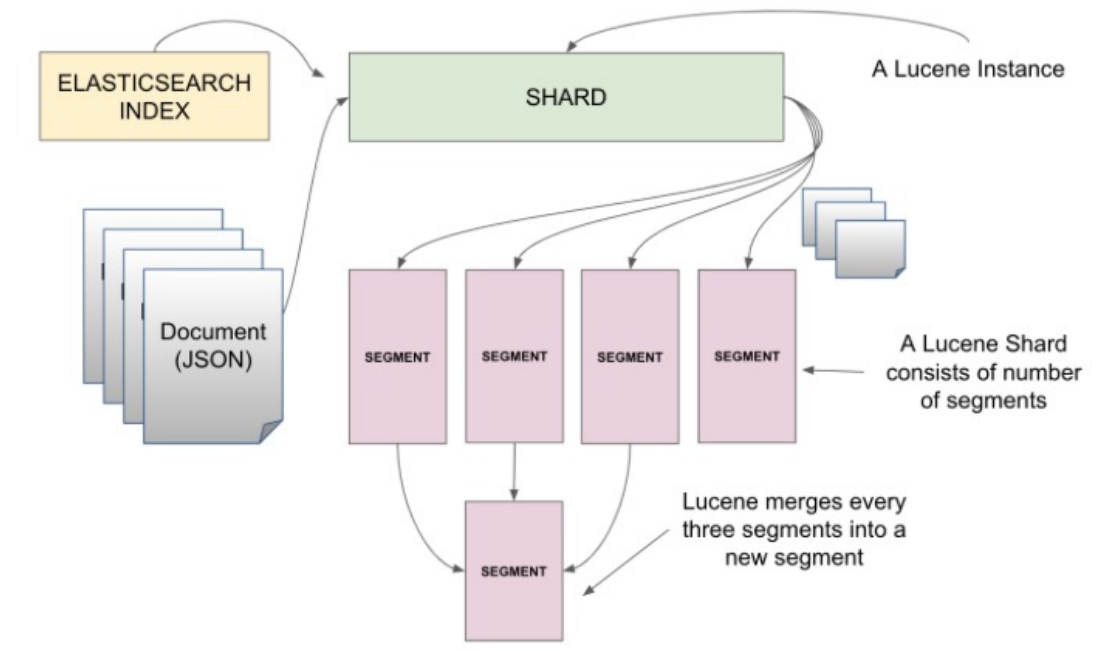 ELASTICSEARCH
INDEX
SHARD
A Lucene Instance
Document
(JSON)
SEGMENT
SEGMENT
SEGMENT
SEGMENT
A Lucene Shard
consists of number
of segments
Lucene merges every
three segments into a
new segment
SEGMENT